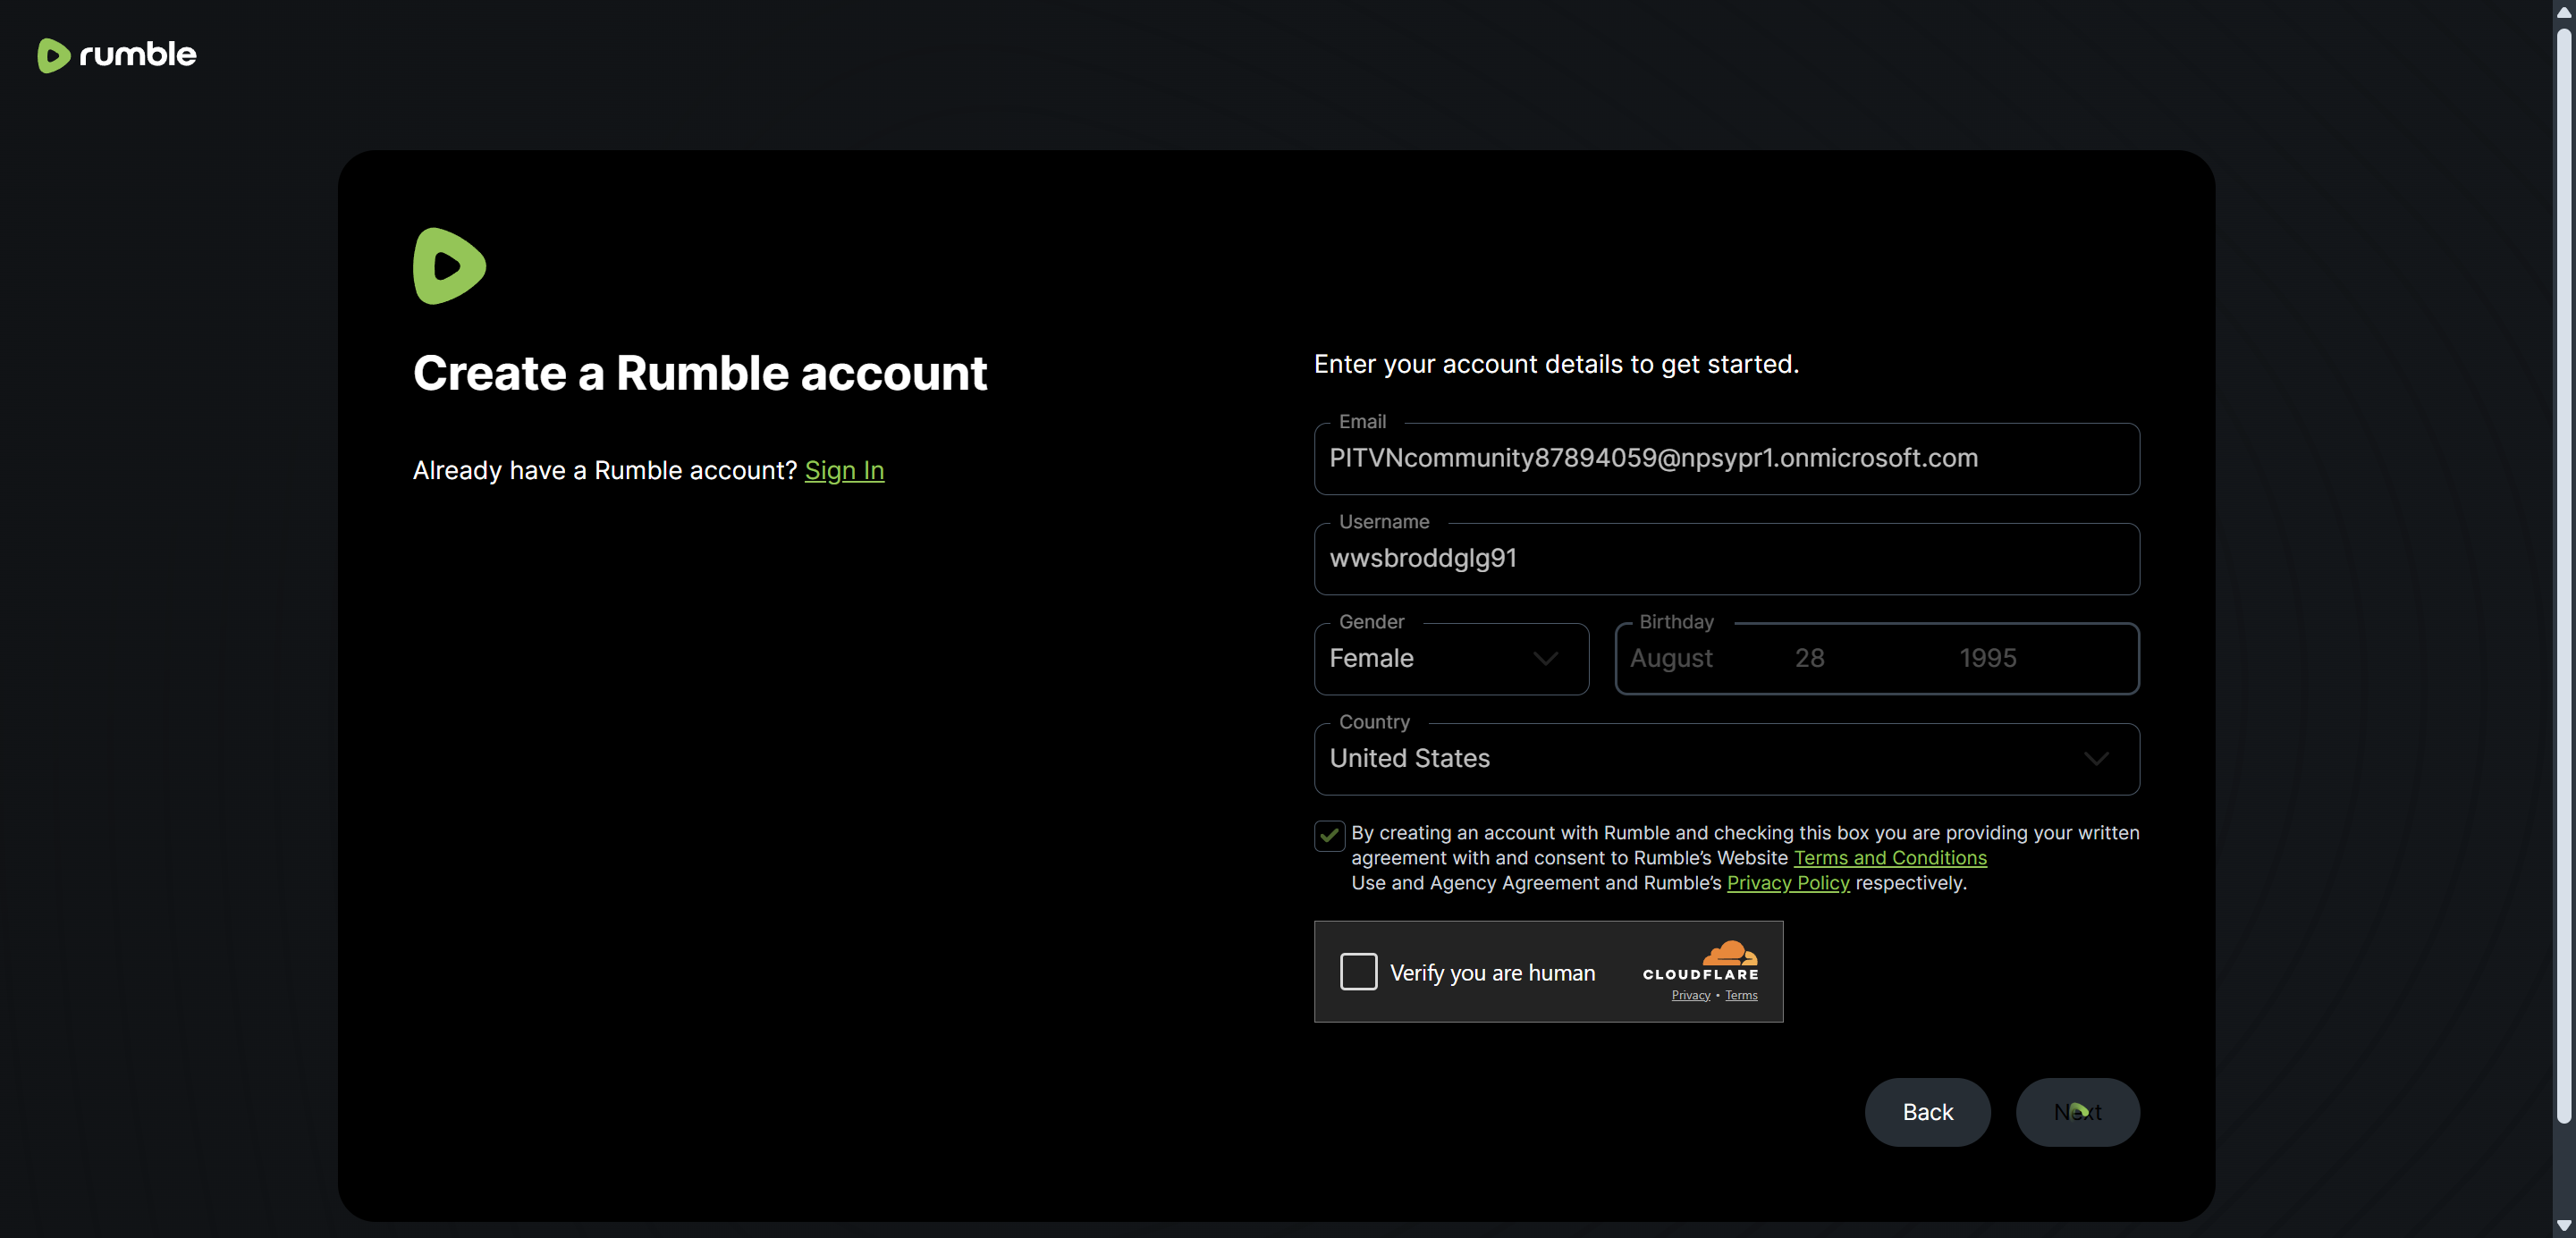 rumble
Create a Rumble account
Already have a Rumble account? Sign In
Enter your account details to get started.
Email
PITVNcommunity87894059@npsypr1.onmicrosoft.com
Username
wwsbroddglg91
Gender
Female
Birthday
August 28 1995
Country
United States
By creating an account with Rumble and checking this box you are providing your written
agreement with and consent to Rumble’s Website Terms and Conditions
Use and Agency Agreement and Rumble’s Privacy Policy respectively.
Verify you are human
CLOUDFLARE
Privacy • Terms
Back
Next